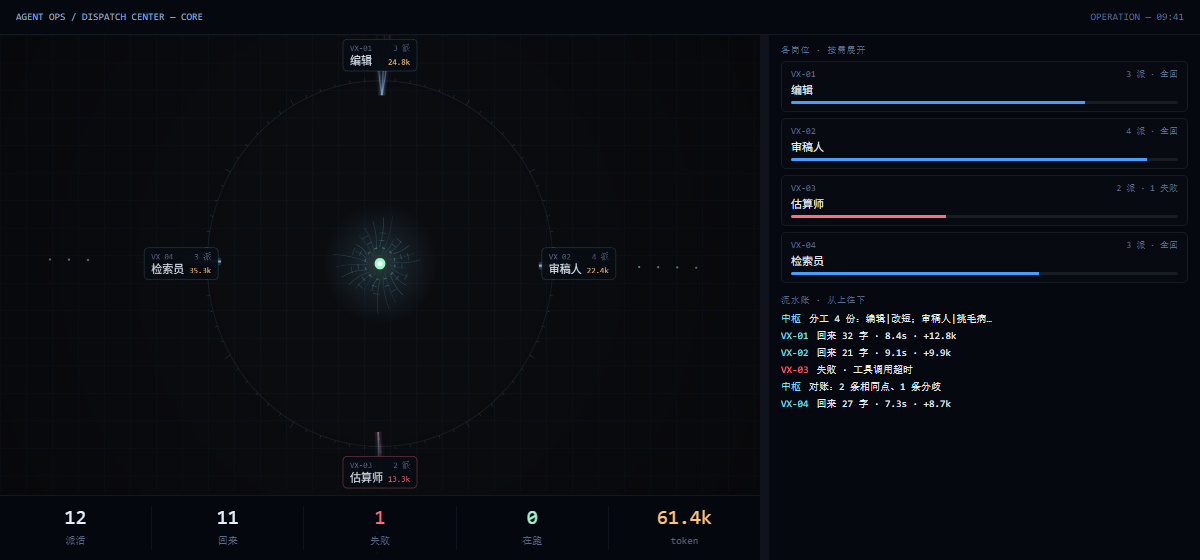 AGENT OPS / DISPATCH CENTER — CORE
OPERATION — 09:41
VX-01 3 派
编辑 24.8k
VX-04 3 派
检索员 35.3k
VX-02 4 派
审稿人 22.4k
VX-03 2 派
估算师 13.3k
12
派活
11
回来
1
失败
0
在跑
61.4k
token
各岗位 · 按需展开
VX-01 3 派 · 全回
编辑
VX-02 4 派 · 全回
审稿人
VX-03 2 派 · 1 失败
估算师
VX-04 3 派 · 全回
检索员
流水账 · 从上往下
中枢 分工 4 份: 编辑|改短; 审稿人|挑毛病…
VX-01 回来 32 字 · 8.4s · +12.8k
VX-02 回来 21 字 · 9.1s · +9.9k
VX-03 失败 · 工具调用超时
中枢 对账: 2 条相同点、1 条分歧
VX-04 回来 27 字 · 7.3s · +8.7k